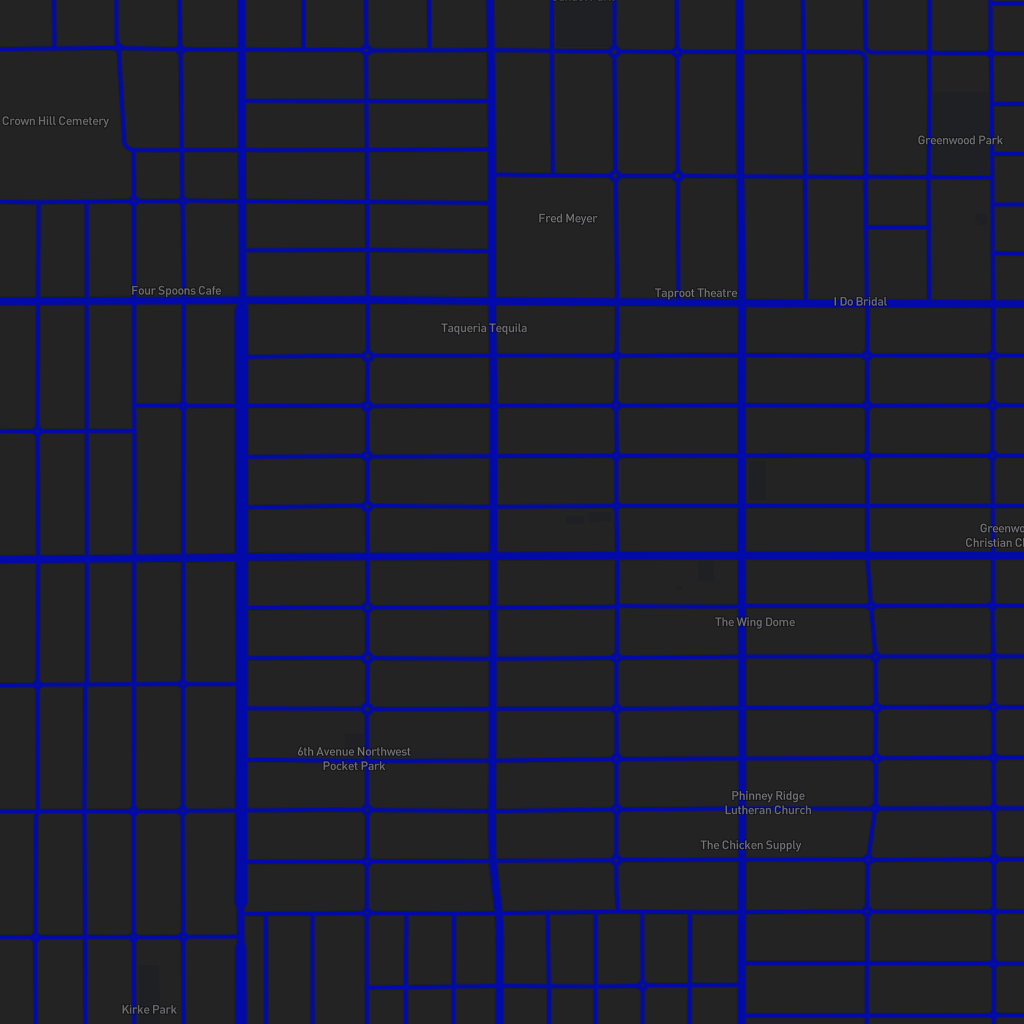 Crown Hill Cemetery
Greenwood Park
Fred Meyer
Four Spoons Cafe
Taproot Theatre
I Do Bridal
Taqueria Tequila
Christian
The Wing Dome
6th Avenue Northwest
Pocket Park
Phinney Ridge
Lutheran Church
The Chicken Supply
Kirke Park